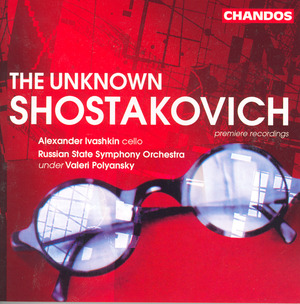 CHANDOS
THE UNKNOWN
SHOSTAKOVICH
premiere recordings
Alexander Ivashkin cello
Russian State Symphony Orchestra
under Valeri Polyansky